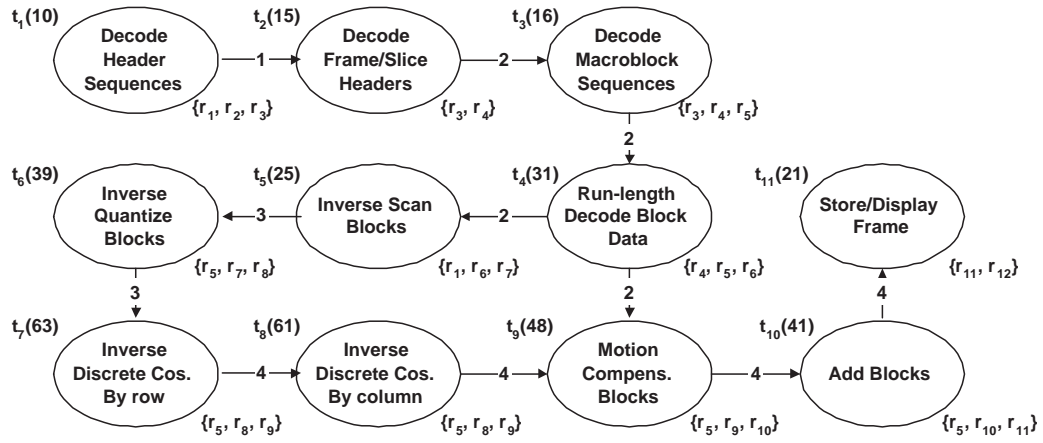 t1(10)
Decode
Header
Sequences
{r1, r2, r3}
1
t2(15)
Decode
Frame/Slice
Headers
{r3, r4}
2
t3(16)
Decode
Macroblock
Sequences
{r3, r4, r5}
2
t6(39)
Inverse
Quantize
Blocks
{r5, r7, r8}
3
t5(25)
Inverse Scan
Blocks
{r1, r6, r7}
2
t4(31)
Run-length
Decode Block
Data
{r4, r5, r6}
t11(21)
Store/Display
Frame
{r11, r12}
3
2
4
t7(63)
Inverse
Discrete Cos.
By row
{r5, r8, r9}
4
t8(61)
Inverse
Discrete Cos.
By column
{r5, r8, r9}
4
t9(48)
Motion
Compens.
Blocks
{r5, r9, r10}
4
t10(41)
Add Blocks
{r5, r10, r11}